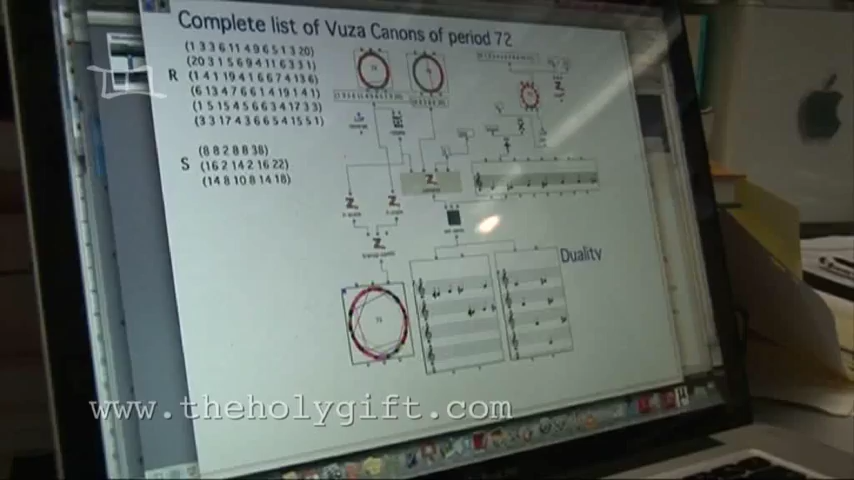 Complete list of Vuza Canons of period 72
R
(1 3 3 6 11 4 9 6 5 1 3 20)
(20 3 1 5 6 9 4 11 6 3 3 1)
(1 4 1 19 4 1 6 6 7 4 13 6)
(6 13 4 7 6 6 1 4 19 1 4 1)
(1 5 15 4 5 6 6 3 4 17 3 3)
(3 3 17 4 3 6 6 5 4 15 5 1)
S
(8 8 2 8 8 38)
(16 2 14 2 16 22)
(14 8 10 8 14 18)
Duality
www.theholygift.com